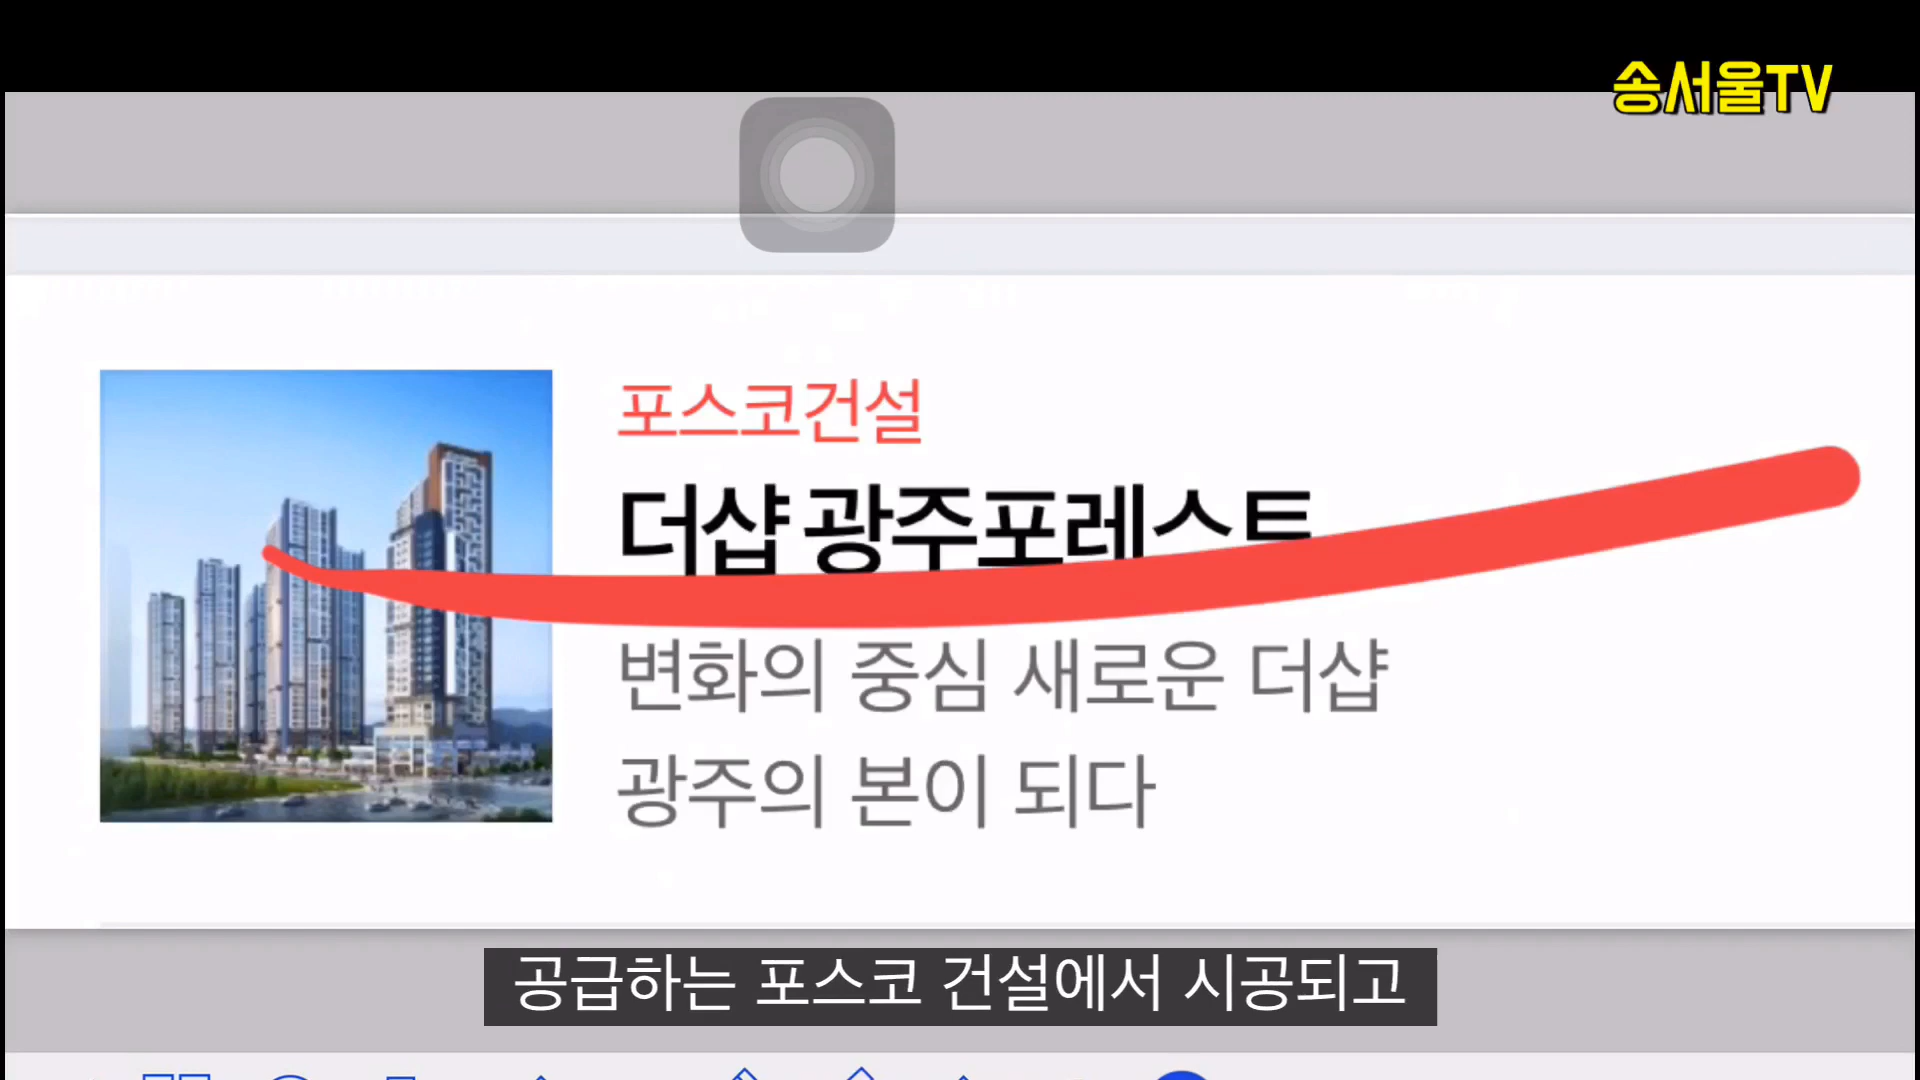 송서울TV
포스코건설
더샵 광주포레스트
변화의 중심 새로운 더샵
광주의 본이 되다
공급하는 포스코 건설에서 시공되고